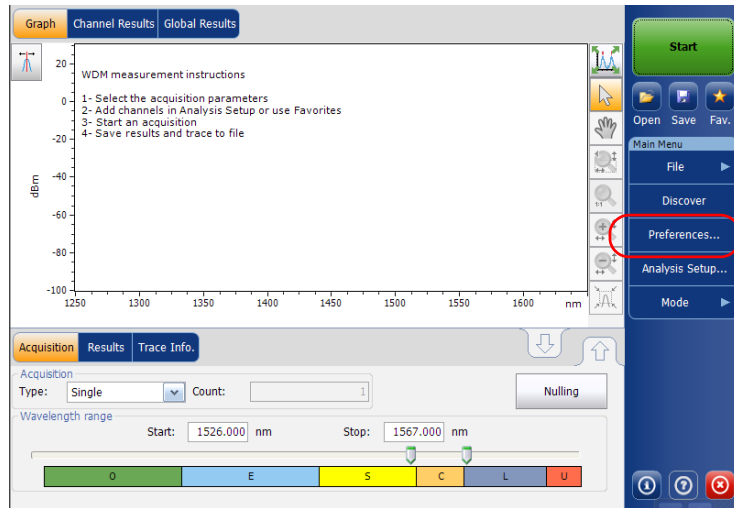 Graph Channel Results Global Results
WDM measurement instructions
1- Select the acquisition parameters
2- Add channels in Analysis Setup or use Favorites
3- Start an acquisition
4- Save results and trace to file
dBm
20
0
-20
-40
-60
-80
-100
1250 1300 1350 1400 1450 1500 1550 1600 nm
1:1
Start
Open Save Fav.
Main Menu
File
Discover
Preferences...
Analysis Setup...
Mode
Acquisition Results Trace Info.
Acquisition
Type: Single Count: 1
Nulling
Wavelength range
Start: 1526.000 nm Stop: 1567.000 nm
O E S C L U